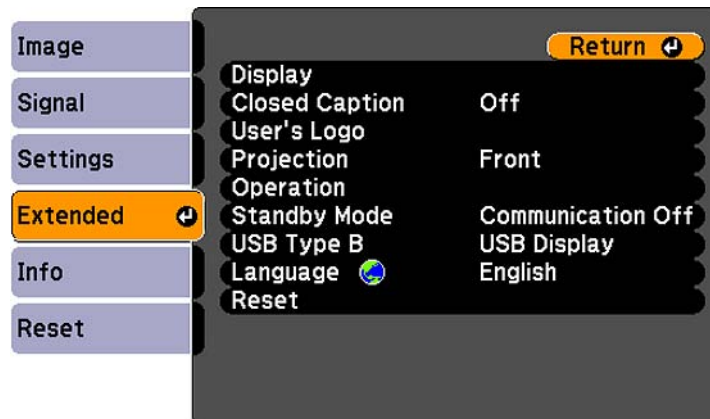 Image
Signal
Settings
Extended
Info
Reset
Return
Display
Closed Caption Off
User's Logo
Projection Front
Operation
Standby Mode Communication Off
USB Type B USB Display
Language English
Reset